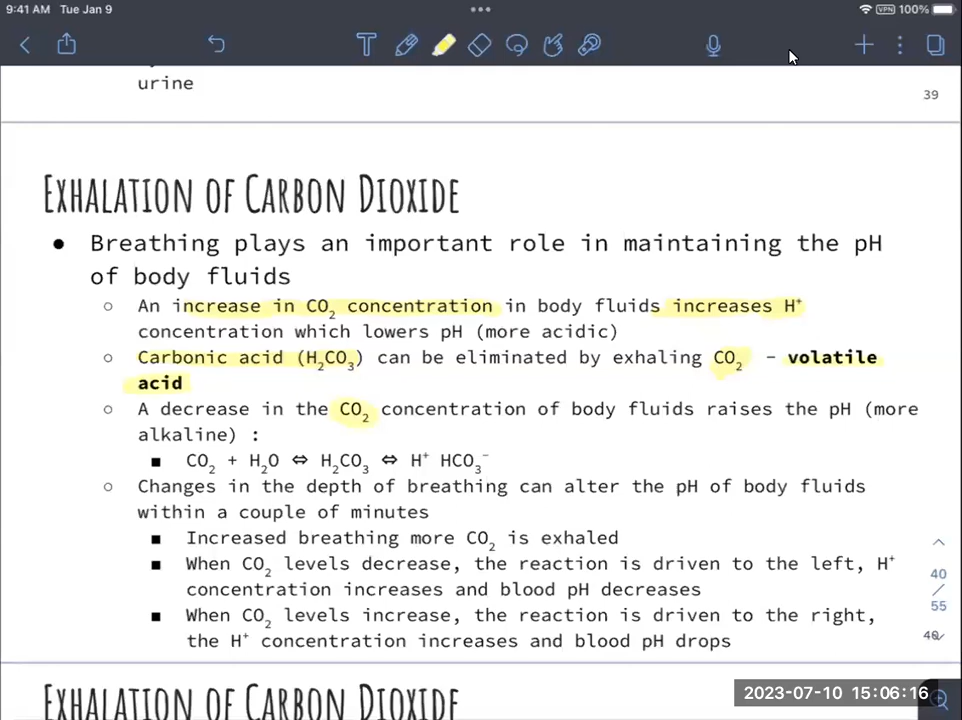 9:41 AM Tue Jan 9
VPN 100%
urine
39
EXHALATION OF CARBON DIOXIDE
● Breathing plays an important role in maintaining the pH
of body fluids
○ An increase in CO₂ concentration in body fluids increases H⁺
concentration which lowers pH (more acidic)
○ Carbonic acid (H₂CO₃) can be eliminated by exhaling CO₂ - volatile
acid
○ A decrease in the CO₂ concentration of body fluids raises the pH (more
alkaline) :
■ CO₂ + H₂O ⇔ H₂CO₃ ⇔ H⁺ HCO₃⁻
○ Changes in the depth of breathing can alter the pH of body fluids
within a couple of minutes
■ Increased breathing more CO₂ is exhaled
■ When CO₂ levels decrease, the reaction is driven to the left, H⁺
concentration increases and blood pH decreases
■ When CO₂ levels increase, the reaction is driven to the right,
the H⁺ concentration increases and blood pH drops
40
/
55
40
EXHALATION OF CARBON DIOXIDE
2023-07-10 15:06:16